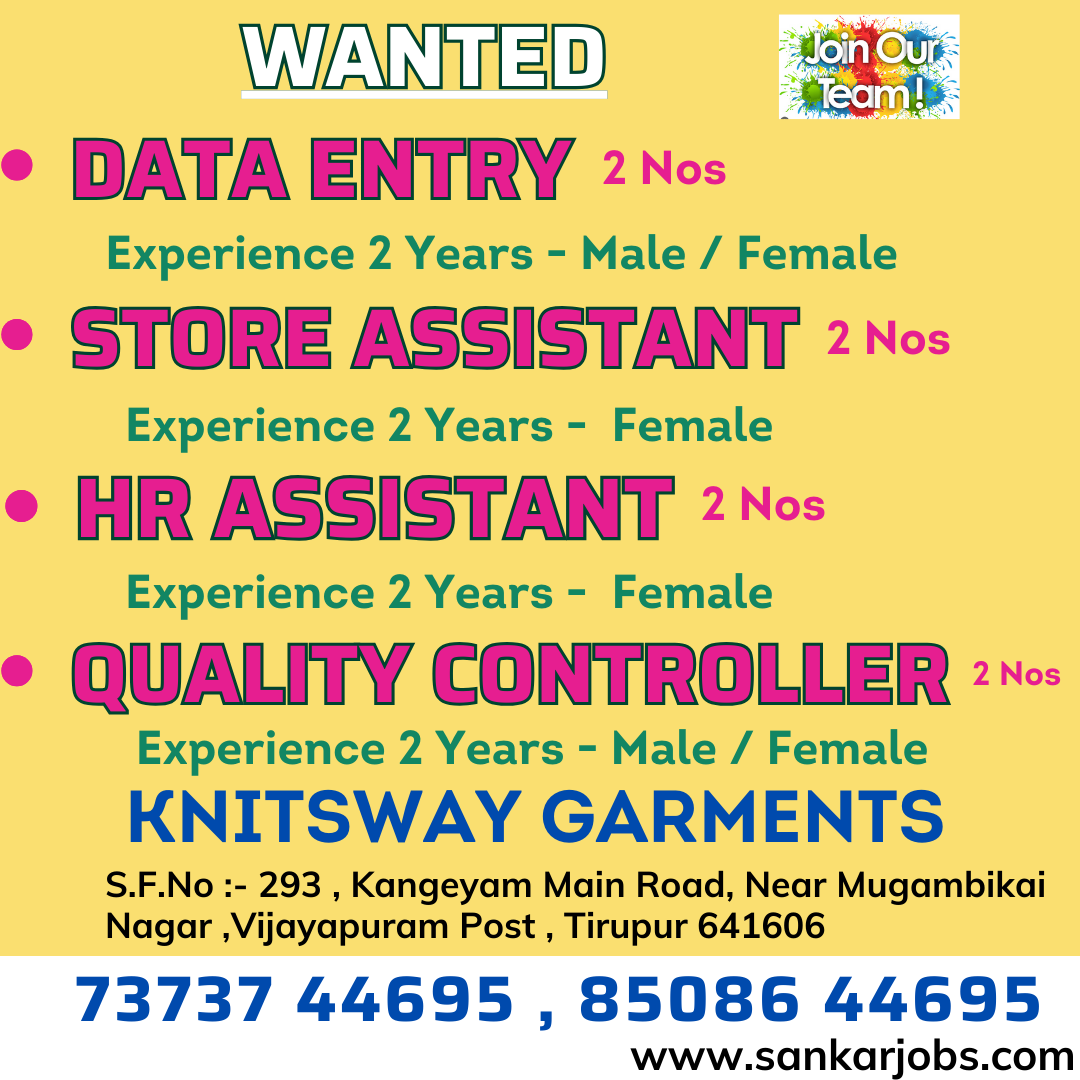 WANTED
Join Our
Team !
DATA ENTRY 2 Nos
Experience 2 Years - Male / Female
STORE ASSISTANT 2 Nos
Experience 2 Years - Female
HR ASSISTANT 2 Nos
Experience 2 Years - Female
QUALITY CONTROLLER 2 Nos
Experience 2 Years - Male / Female
KNITSWAY GARMENTS
S.F.No :- 293 , Kangeyam Main Road, Near Mugambikai
Nagar ,Vijayapuram Post , Tirupur 641606
73737 44695 , 85086 44695
www.sankarjobs.com